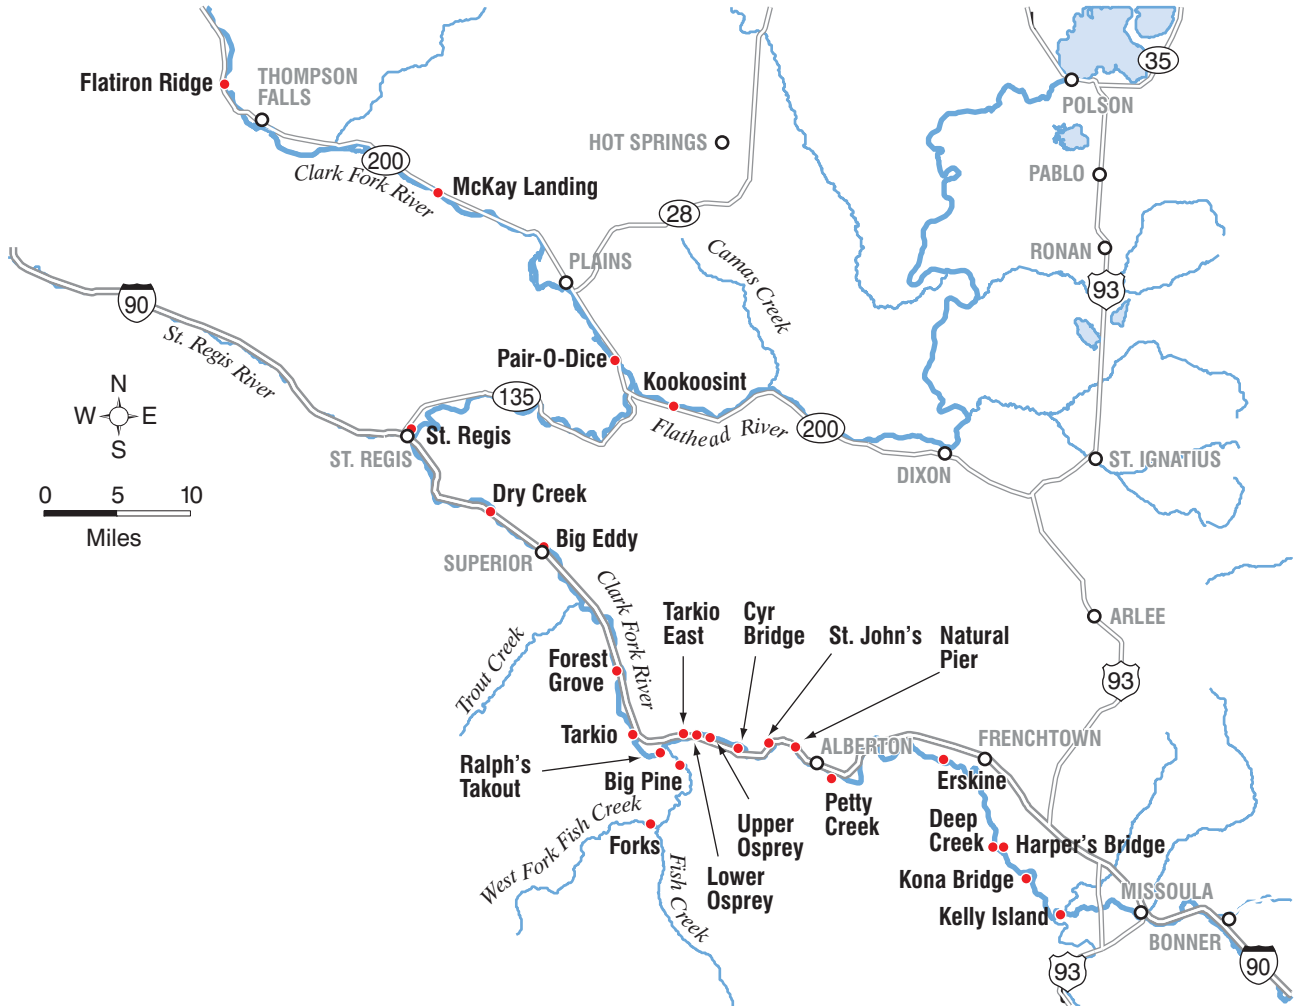 35
Flatiron Ridge
THOMPSON
FALLS
POLSON
HOT SPRINGS
200
Clark Fork River
McKay Landing
PABLO
28
RONAN
Camas Creek
PLAINS
93
90
St. Regis River
Pair-O-Dice
Kookoosint
N
W E
S
135
Flathead River
200
St. Regis
ST. REGIS
DIXON
ST. IGNATIUS
0 5 10
Miles
Dry Creek
Big Eddy
SUPERIOR
Clark Fork River
Tarkio
East
Cyr
Bridge
St. John's
Natural
Pier
ARLEE
Trout Creek
Forest
Grove
93
Tarkio
ALBERTON
FRENCHTOWN
Ralph's
Takout
Big Pine
Erskine
Petty
Creek
West Fork Fish Creek
Forks
Upper
Osprey
Deep
Creek
Harper's Bridge
Lower
Osprey
Fish Creek
Kona Bridge
MISSOULA
Kelly Island
BONNER
93
90